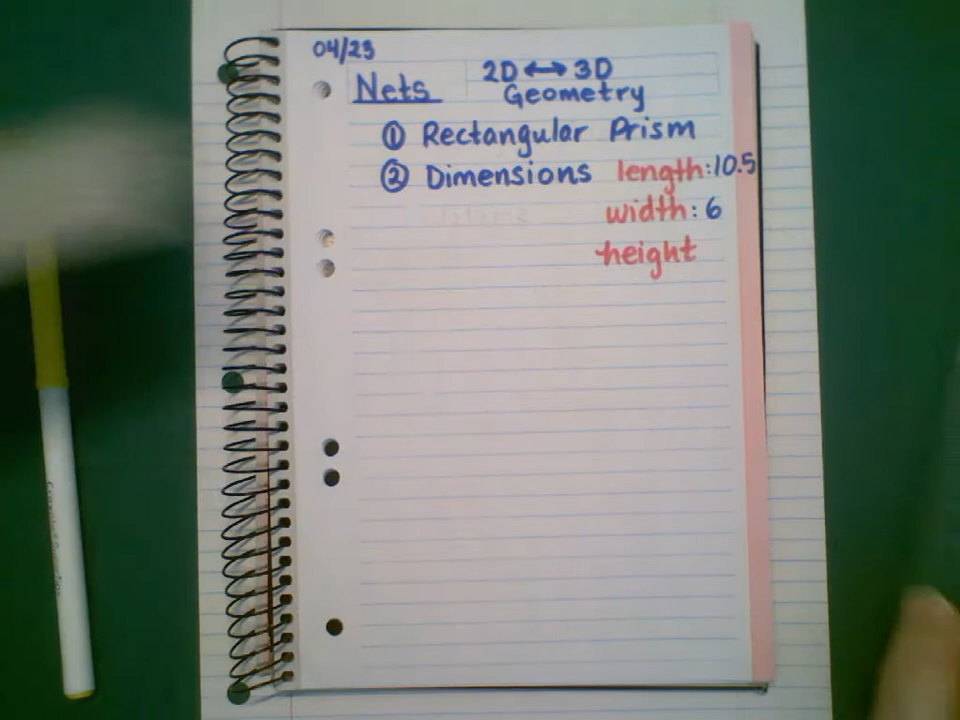 04/23
Nets 2D ↔ 3D
Geometry
① Rectangular Prism
② Dimensions length:10.5
width: 6
height